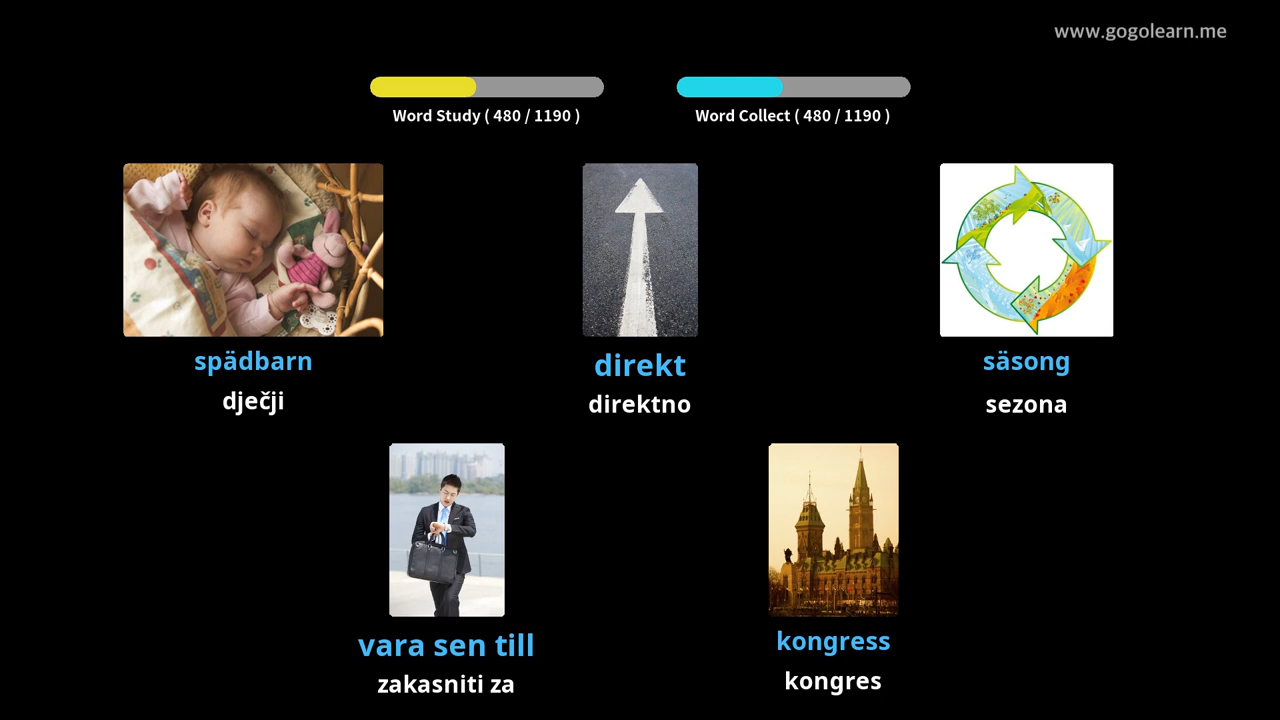 www.gogolearn.me
Word Study ( 480 / 1190 )
Word Collect ( 480 / 1190 )
spädbarn
dječji
direkt
direktno
säsong
sezona
vara sen till
zakasniti za
kongress
kongres